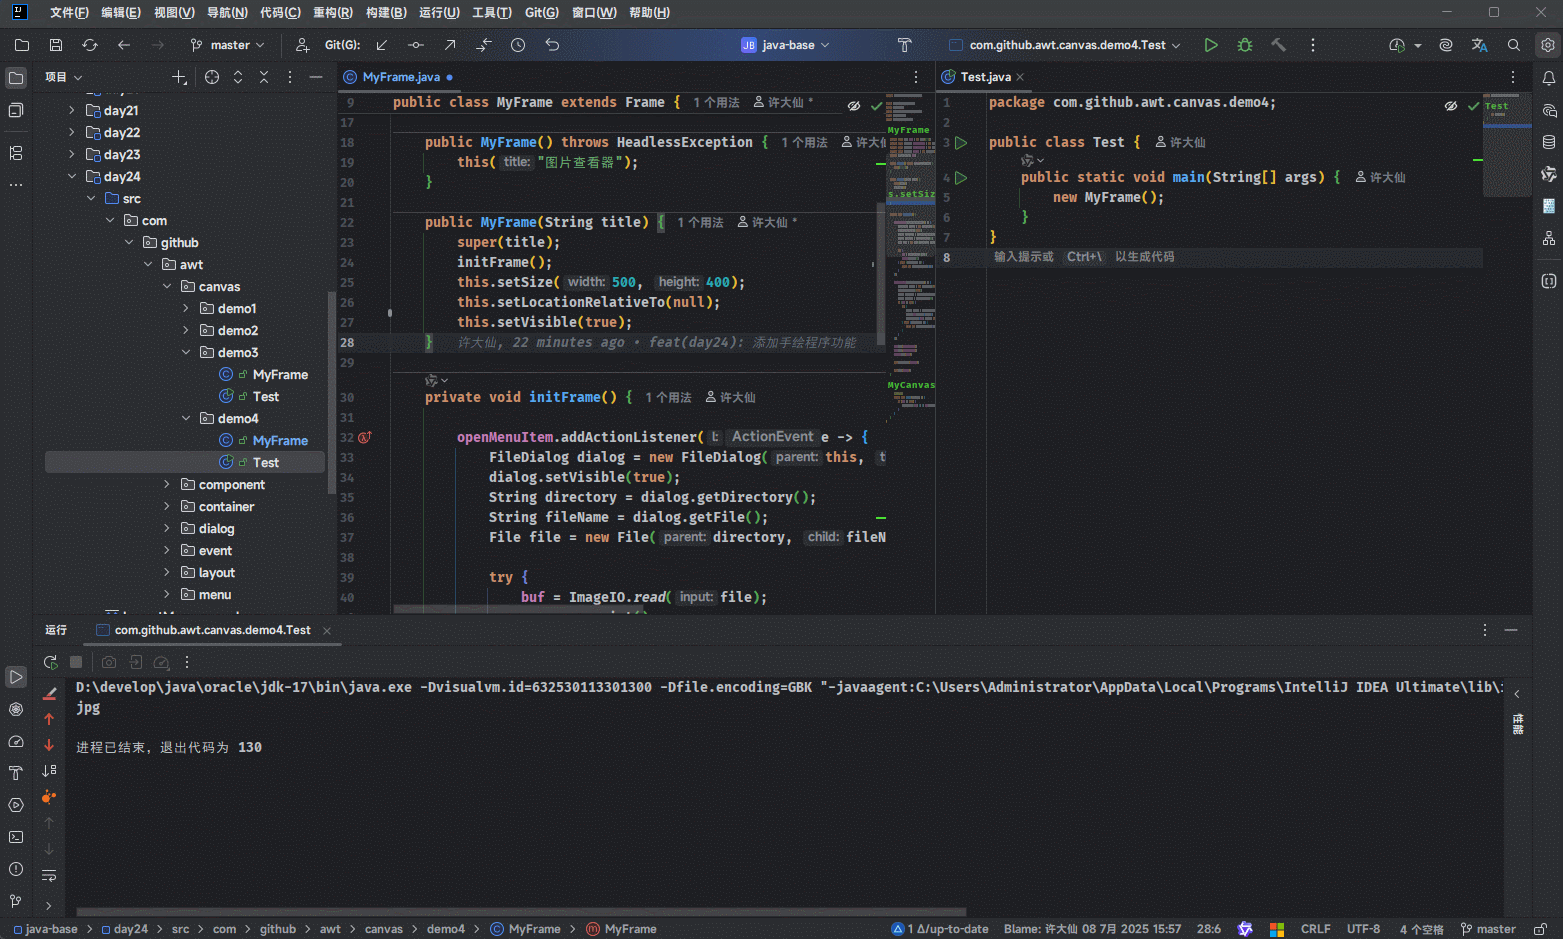 文件(F) 编辑(E) 视图(V) 导航(N) 代码(C) 重构(R) 构建(B) 运行(U) 工具(T) Git(G) 窗口(W) 帮助(H)
master Git(G): JB java-base com.github.awt.canvas.demo4.Test
项目
day21
day22
day23
day24
src
com
github
awt
canvas
demo1
demo2
demo3
MyFrame
Test
demo4
MyFrame
Test
component
container
dialog
event
layout
menu
MyFrame.java
9 public class MyFrame extends Frame { 1 个用法 许大仙 *
17
18 public MyFrame() throws HeadlessException { 1 个用法 许大仙
19 this( title: "图片查看器");
20 }
21
22 public MyFrame(String title) { 1 个用法 许大仙 *
23 super(title);
24 initFrame();
25 this.setSize( width: 500, height: 400);
26 this.setLocationRelativeTo(null);
27 this.setVisible(true);
28 } 许大仙, 22 minutes ago • feat(day24): 添加手绘程序功能
29
30 private void initFrame() { 1 个用法 许大仙
31
32 openMenuItem.addActionListener( l: ActionEvent e -> {
33 FileDialog dialog = new FileDialog( parent: this, t
34 dialog.setVisible(true);
35 String directory = dialog.getDirectory();
36 String fileName = dialog.getFile();
37 File file = new File( parent: directory, child: fileN
38
39 try {
40 buf = ImageIO.read( input: file);
MyFrame
s.setSiz
MyCanvas
Test.java
1 package com.github.awt.canvas.demo4;
2
3 public class Test { 许大仙
4 public static void main(String[] args) { 许大仙
5 new MyFrame();
6 }
7 }
8 输入提示或 Ctrl+\ 以生成代码
Test
运行 com.github.awt.canvas.demo4.Test
D:\develop\java\oracle\jdk-17\bin\java.exe -Dvisualvm.id=632530113301300 -Dfile.encoding=GBK "-javaagent:C:\Users\Administrator\AppData\Local\Programs\IntelliJ IDEA Ultimate\lib\
jpg
进程已结束，退出代码为 130
性能
java-base > day24 > src > com > github > awt > canvas > demo4 > MyFrame > MyFrame 1 Δ/up-to-date Blame: 许大仙 08 7月 2025 15:57 28:6 CRLF UTF-8 4 个空格 master